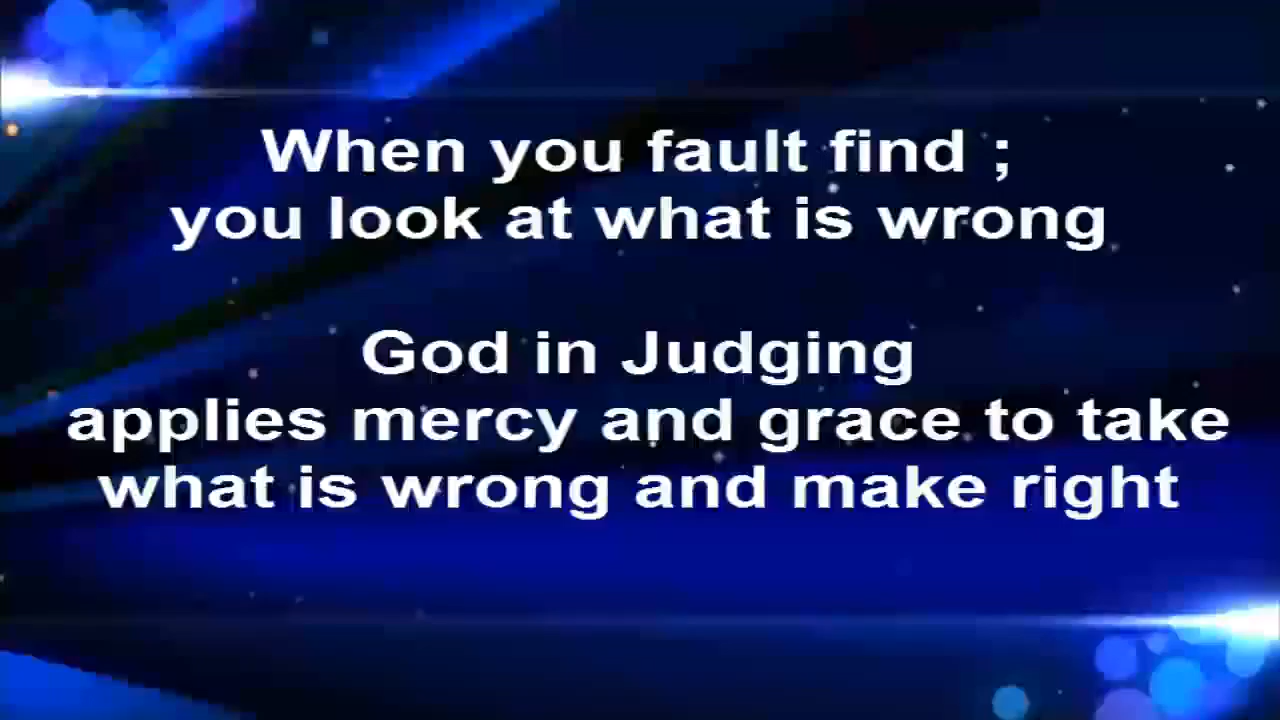 When you fault find ;
you look at what is wrong
God in Judging
applies mercy and grace to take
what is wrong and make right